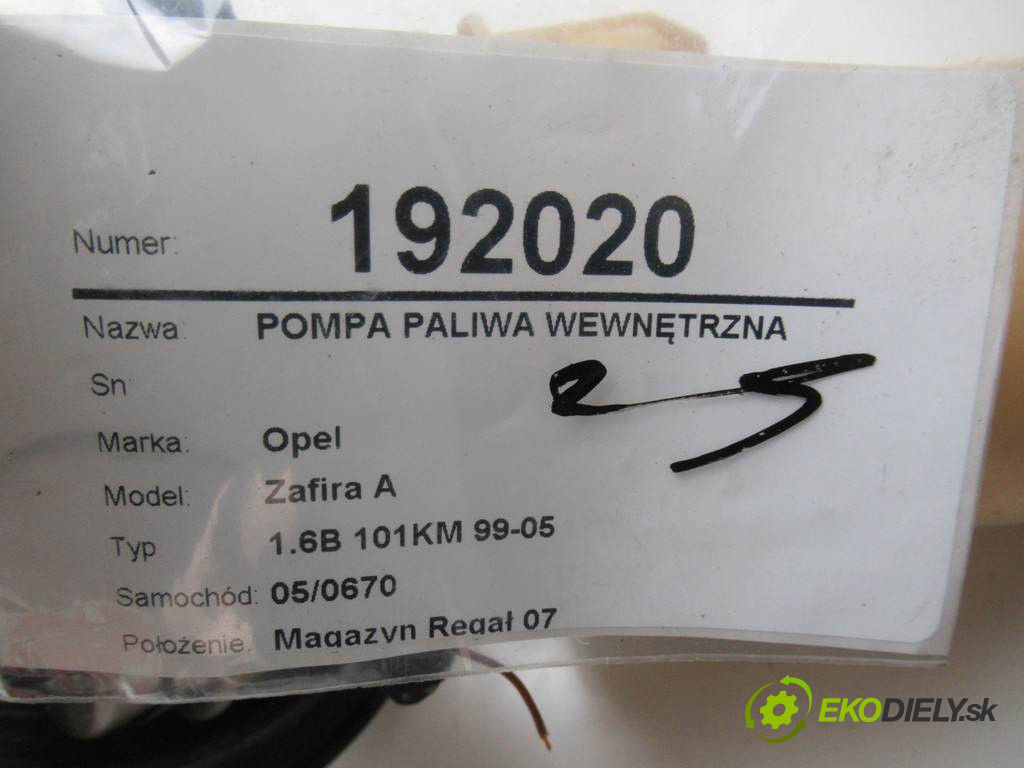 Numer: 192020
Nazwa: POMPA PALIWA WEWNĘTRZNA
Sn
25
Marka: Opel
Model: Zafira A
Typ 1.6B 101KM 99-05
Samochód: 05/0670
Położenie: Magazyn Regał 07
EKODIELY.sk